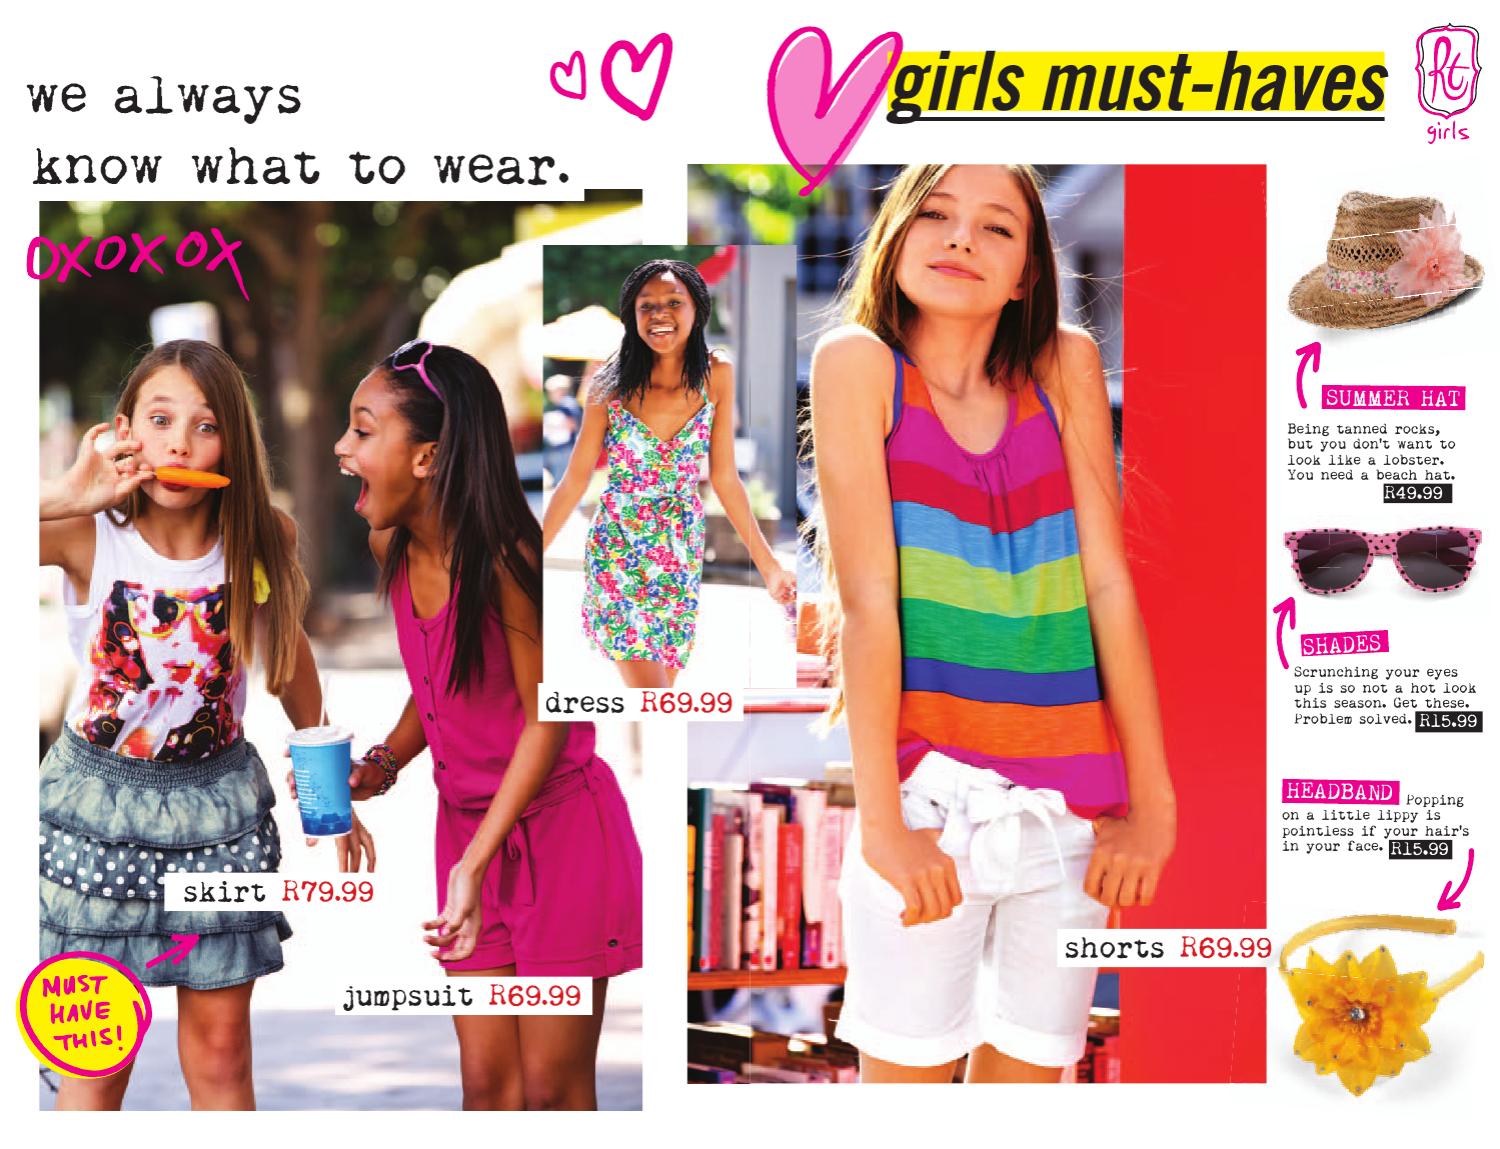 we always
know what to wear.
OXOXOX
skirt R79.99
MUST
HAVE
THIS!
jumpsuit R69.99
dress R69.99
girls must-haves
Rt
girls
shorts R69.99
SUMMER HAT
Being tanned rocks,
but you don't want to
look like a lobster.
You need a beach hat.
R49.99
SHADES
Scrunching your eyes
up is so not a hot look
this season. Get these.
Problem solved. R15.99
HEADBAND Popping
on a little lippy is
pointless if your hair's
in your face. R15.99